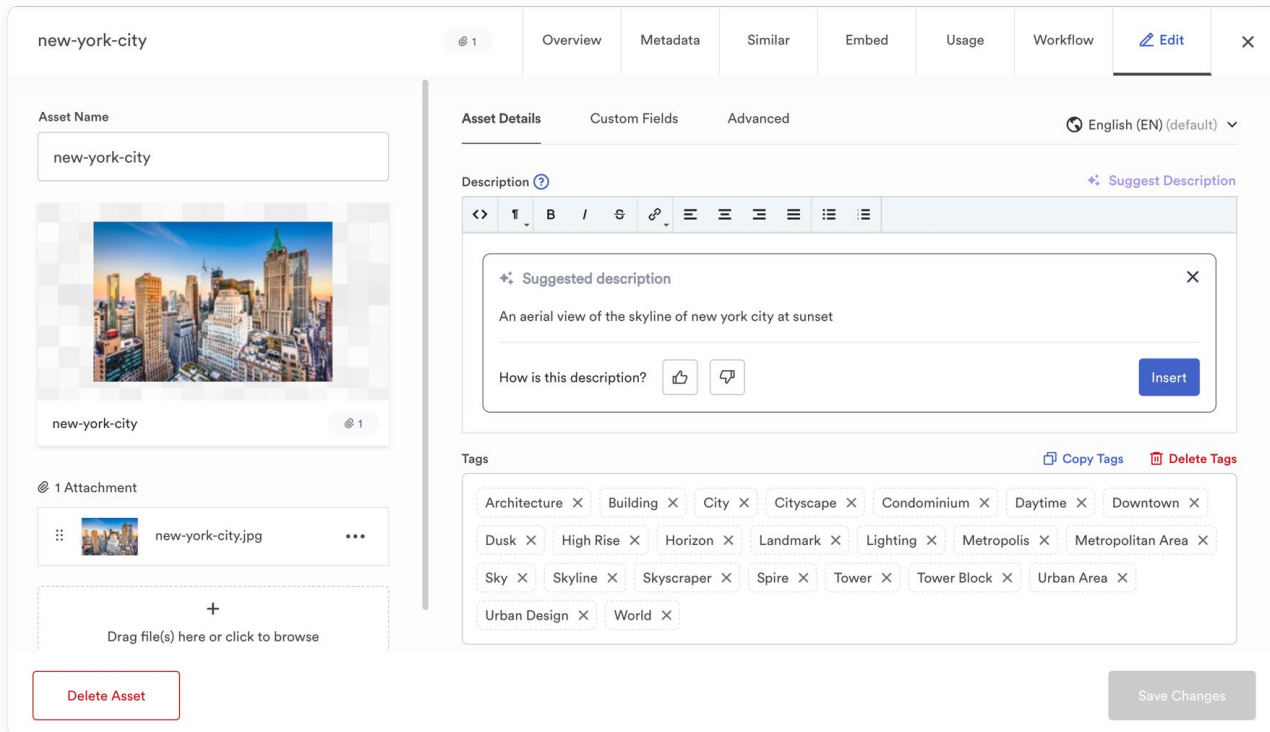 new-york-city
1
Overview
Metadata
Similar
Embed
Usage
Workflow
Edit
Asset Name
new-york-city
new-york-city
1
1 Attachment
new-york-city.jpg
Drag file(s) here or click to browse
Delete Asset
Asset Details
Custom Fields
Advanced
English (EN) (default)
Description
Suggest Description
B I S
Suggested description
An aerial view of the skyline of new york city at sunset
How is this description?
Insert
Tags
Copy Tags
Delete Tags
Architecture Building City Cityscape Condominium Daytime Downtown
Dusk High Rise Horizon Landmark Lighting Metropolis Metropolitan Area
Sky Skyline Skyscraper Spire Tower Tower Block Urban Area
Urban Design World
Save Changes